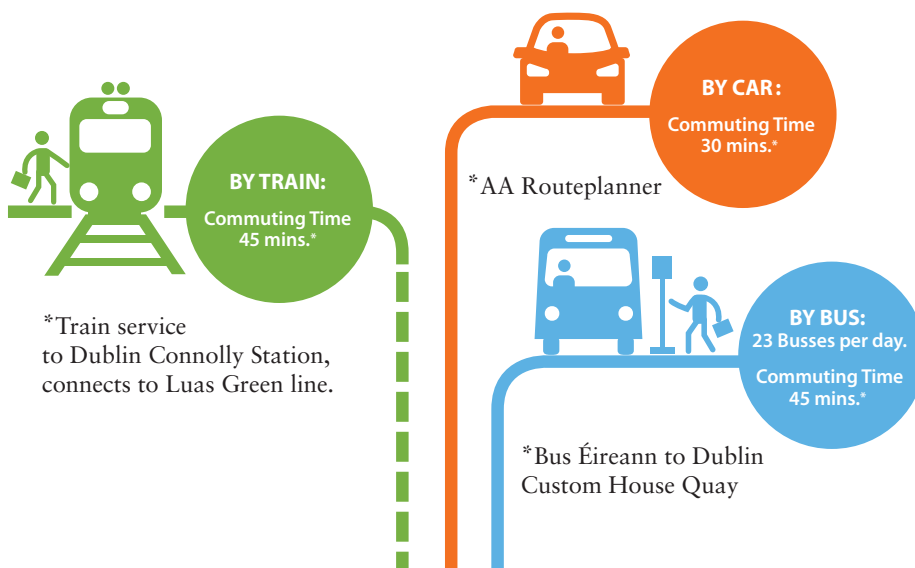 BY TRAIN:
Commuting Time
45 mins.*
*Train service
to Dublin Connolly Station,
connects to Luas Green line.
BY CAR:
Commuting Time
30 mins.*
*AA Routeplanner
BY BUS:
23 Busses per day.
Commuting Time
45 mins.*
*Bus Éireann to Dublin
Custom House Quay